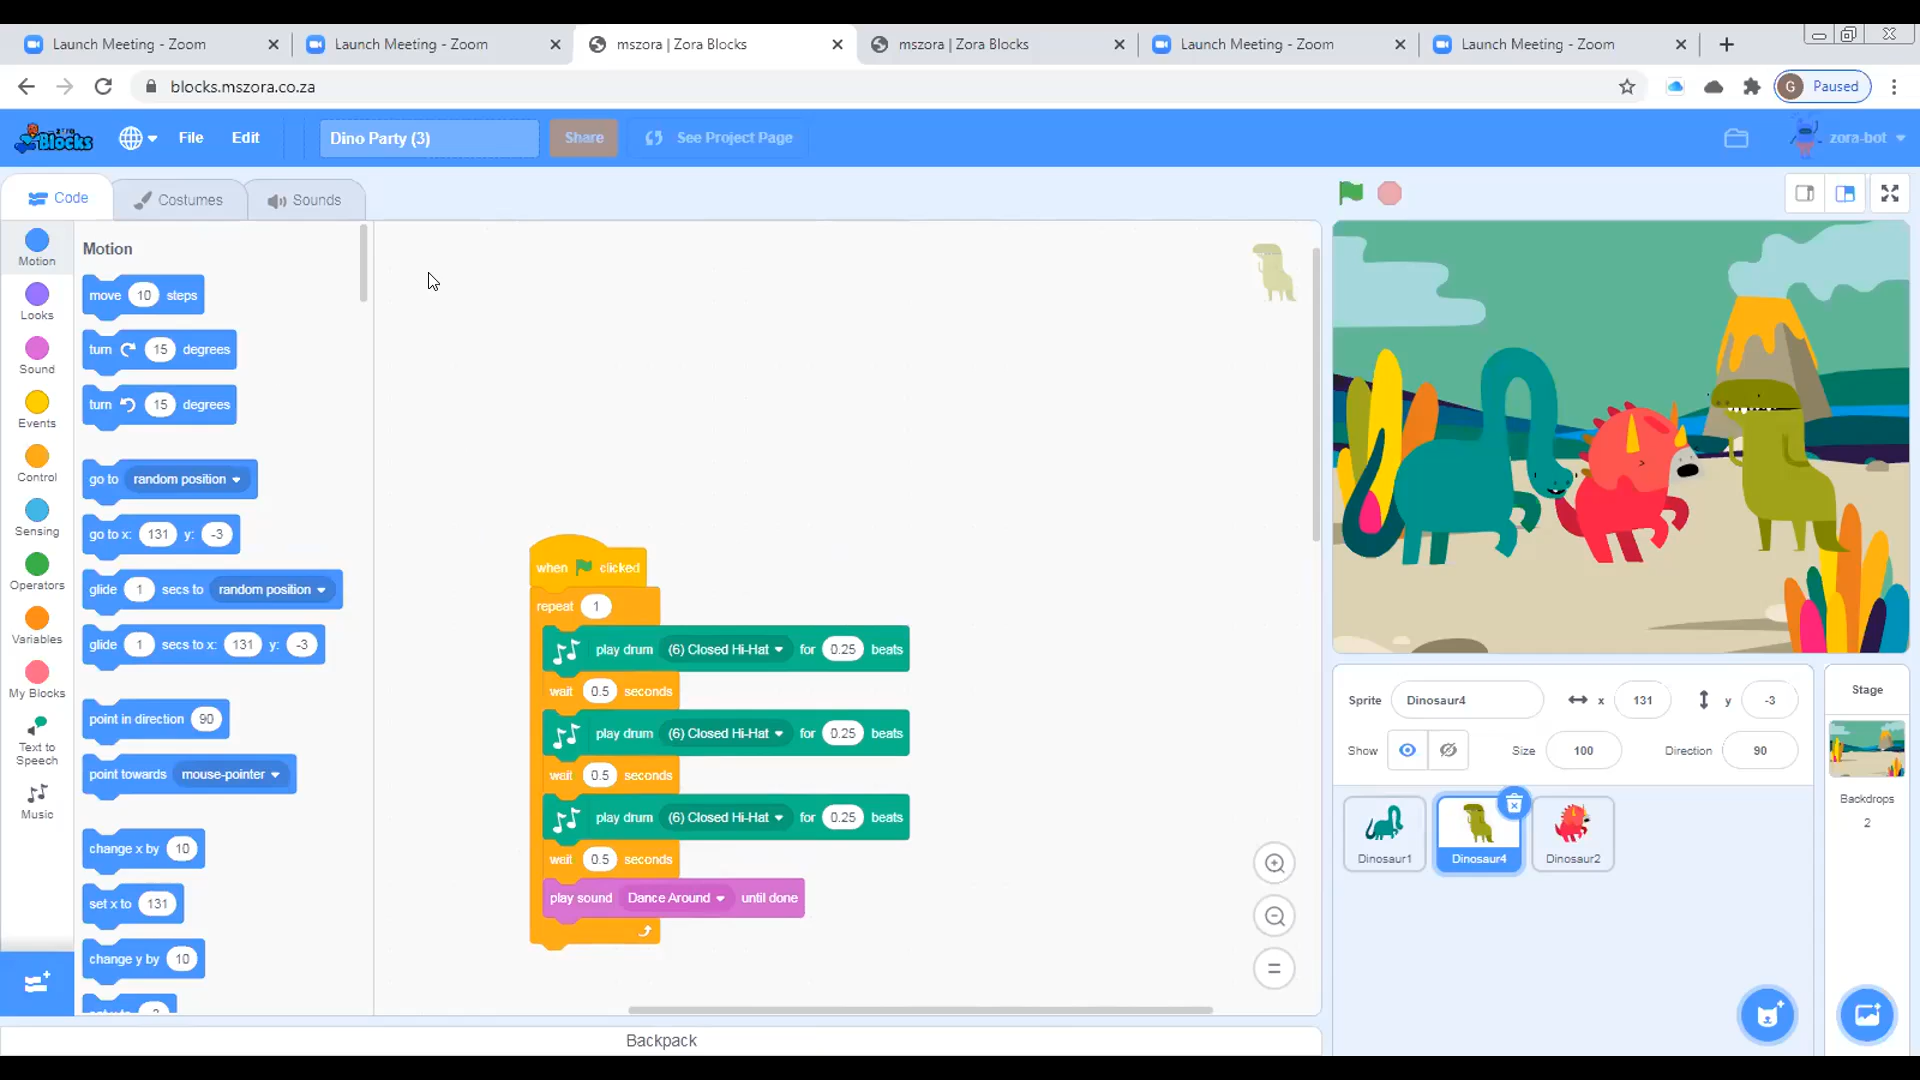 Launch Meeting - Zoom
Launch Meeting - Zoom
mszora | Zora Blocks
mszora | Zora Blocks
Launch Meeting - Zoom
Launch Meeting - Zoom
blocks.mszora.co.za
G Paused
Blocks
File
Edit
Dino Party (3)
Share
See Project Page
zora-bot
Code
Costumes
Sounds
Motion
Looks
Sound
Events
Control
Sensing
Operators
Variables
My Blocks
Text to
Speech
Music
Motion
move 10 steps
turn 15 degrees
turn 15 degrees
go to random position
go to x: 131 y: -3
glide 1 secs to random position
glide 1 secs to x: 131 y: -3
point in direction 90
point towards mouse-pointer
change x by 10
set x to 131
change y by 10
when clicked
repeat 1
play drum (6) Closed Hi-Hat for 0.25 beats
wait 0.5 seconds
play drum (6) Closed Hi-Hat for 0.25 beats
wait 0.5 seconds
play drum (6) Closed Hi-Hat for 0.25 beats
wait 0.5 seconds
play sound Dance Around until done
Backpack
Sprite Dinosaur4 x 131 y -3
Show Size 100 Direction 90
Dinosaur1
Dinosaur4
Dinosaur2
Stage
Backdrops
2